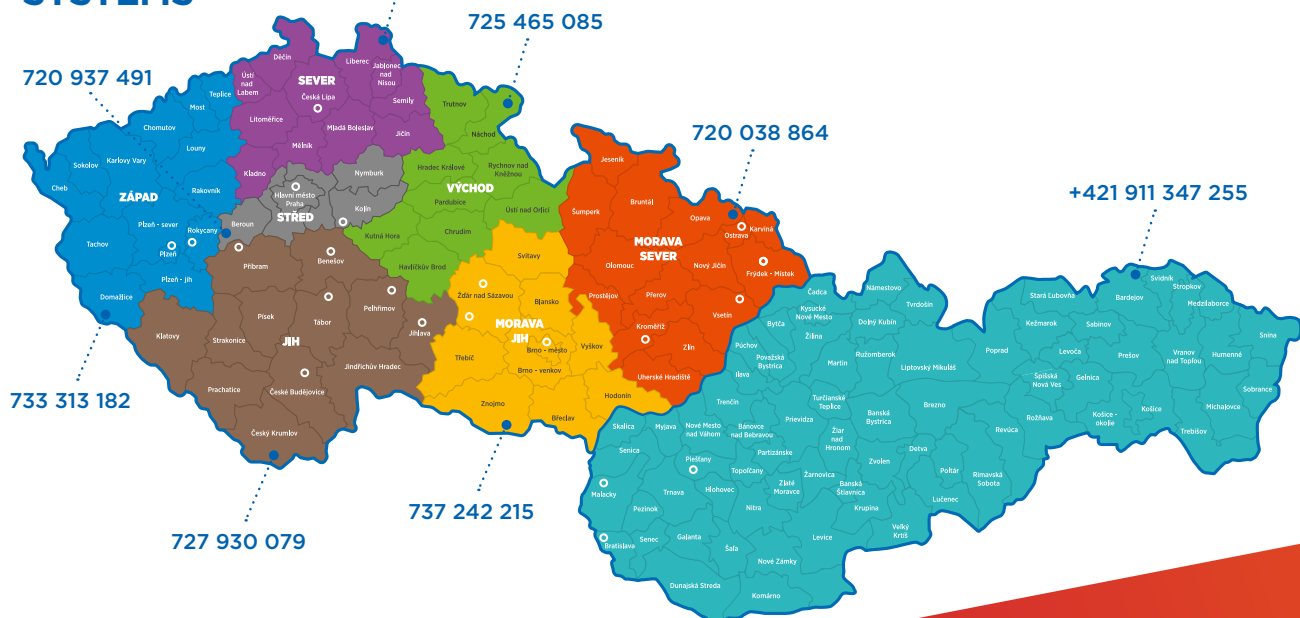 725 465 085
720 937 491
720 038 864
+421 911 347 255
733 313 182
737 242 215
727 930 079
SEVER
Děčín
Liberec
Jablonec
nad
Nisou
Ústí
nad
Labem
Česká Lípa
Semily
Litoměřice
Mladá Boleslav
Jičín
Mělník
Kladno
ZÁPAD
Teplice
Most
Chomutov
Louny
Karlovy Vary
Sokolov
Cheb
Rakovník
Plzeň - sever
Rokycany
Tachov
Plzeň
Plzeň - jih
Domažlice
STŘED
Nymburk
Hlavní město
Praha
Kolín
Beroun
VÝCHOD
Trutnov
Náchod
Hradec Králové
Rychnov nad
Kněžnou
Pardubice
Ústí nad Orlicí
Kutná Hora
Chrudim
Havlíčkův Brod
JIH
Příbram
Benešov
Pelhřimov
Klatovy
Písek
Tábor
Strakonice
Jihlava
Jindřichův Hradec
Prachatice
České Budějovice
Český Krumlov
MORAVA
JIH
Svitavy
Žďár nad Sázavou
Blansko
Brno - město
Vyškov
Třebíč
Brno - venkov
Znojmo
Hodonín
Břeclav
MORAVA
SEVER
Jeseník
Bruntál
Šumperk
Opava
Ostrava
Karviná
Olomouc
Nový Jičín
Frýdek - Místek
Prostějov
Přerov
Vsetín
Kroměříž
Zlín
Uherské Hradiště
Čadca
Kysucké
Nové Mesto
Námestovo
Tvrdošín
Bytča
Žilina
Dolný Kubín
Púchov
Považská
Bystrica
Martin
Ružomberok
Liptovský Mikuláš
Ilava
Trenčín
Turčianske
Teplice
Prievidza
Banská
Bystrica
Brezno
Skalica
Myjava
Nové Mesto
nad Váhom
Bánovce
nad Bebravou
Žiar
nad
Hronom
Senica
Partizánske
Piešťany
Topoľčany
Žarnovica
Zvolen
Detva
Poltár
Rimavská
Sobota
Malacky
Trnava
Hlohovec
Zlaté
Moravce
Banská
Štiavnica
Krupina
Lučenec
Pezinok
Nitra
Veľký
Krtíš
Bratislava
Senec
Galanta
Šaľa
Levice
Nové Zámky
Dunajská Streda
Komárno
Stará Ľubovňa
Bardejov
Svidník
Stropkov
Medzilaborce
Kežmarok
Sabinov
Snina
Poprad
Levoča
Prešov
Vranov
nad Topľou
Humenné
Spišská
Nová Ves
Gelnica
Sobrance
Rožňava
Košice -
okolie
Košice
Michalovce
Revúca
Trebišov